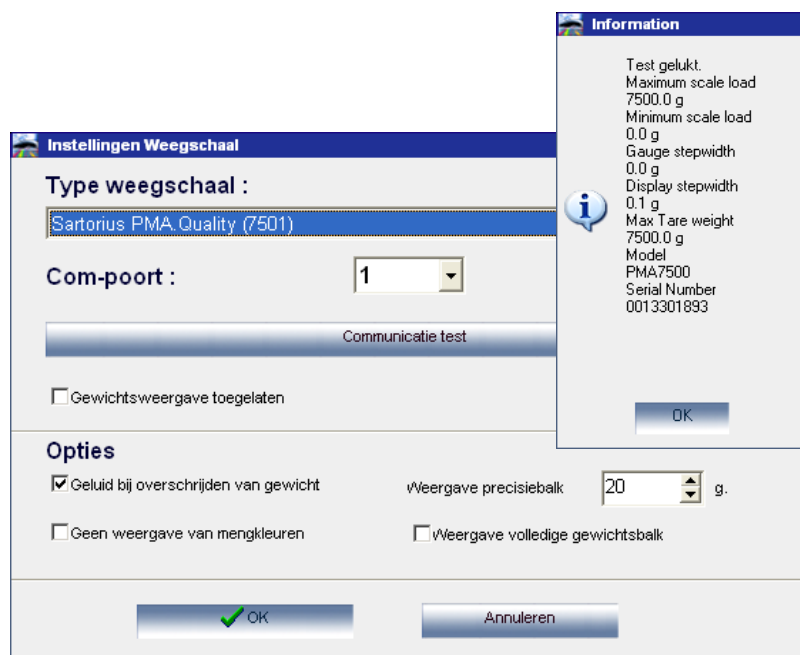 Information
Test gelukt.
Maximum scale load
7500.0 g
Minimum scale load
0.0 g
Gauge stepwidth
0.0 g
Display stepwidth
0.1 g
Max Tare weight
7500.0 g
Model
PMA7500
Serial Number
0013301893
OK
Instellingen Weegschaal
Type weegschaal :
Sartorius PMA.Quality (7501)
Com-poort :
1
Communicatie test
Gewichtsweergave toegelaten
Opties
Geluid bij overschrijden van gewicht
Weergave precisiebalk
20
g.
Geen weergave van mengkleuren
Weergave volledige gewichtsbalk
OK
Annuleren